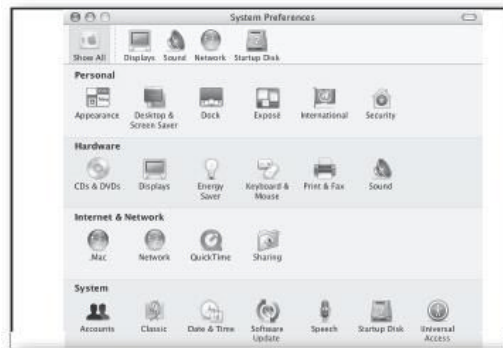 System Preferences
Show All Displays Sound Network Startup Disk
Personal
Appearance Desktop & Screen Saver Dock Exposé International Security
Hardware
CDs & DVDs Displays Energy Saver Keyboard & Mouse Print & Fax Sound
Internet & Network
.Mac Network QuickTime Sharing
System
Accounts Classic Date & Time Software Update Speech Startup Disk Universal Access